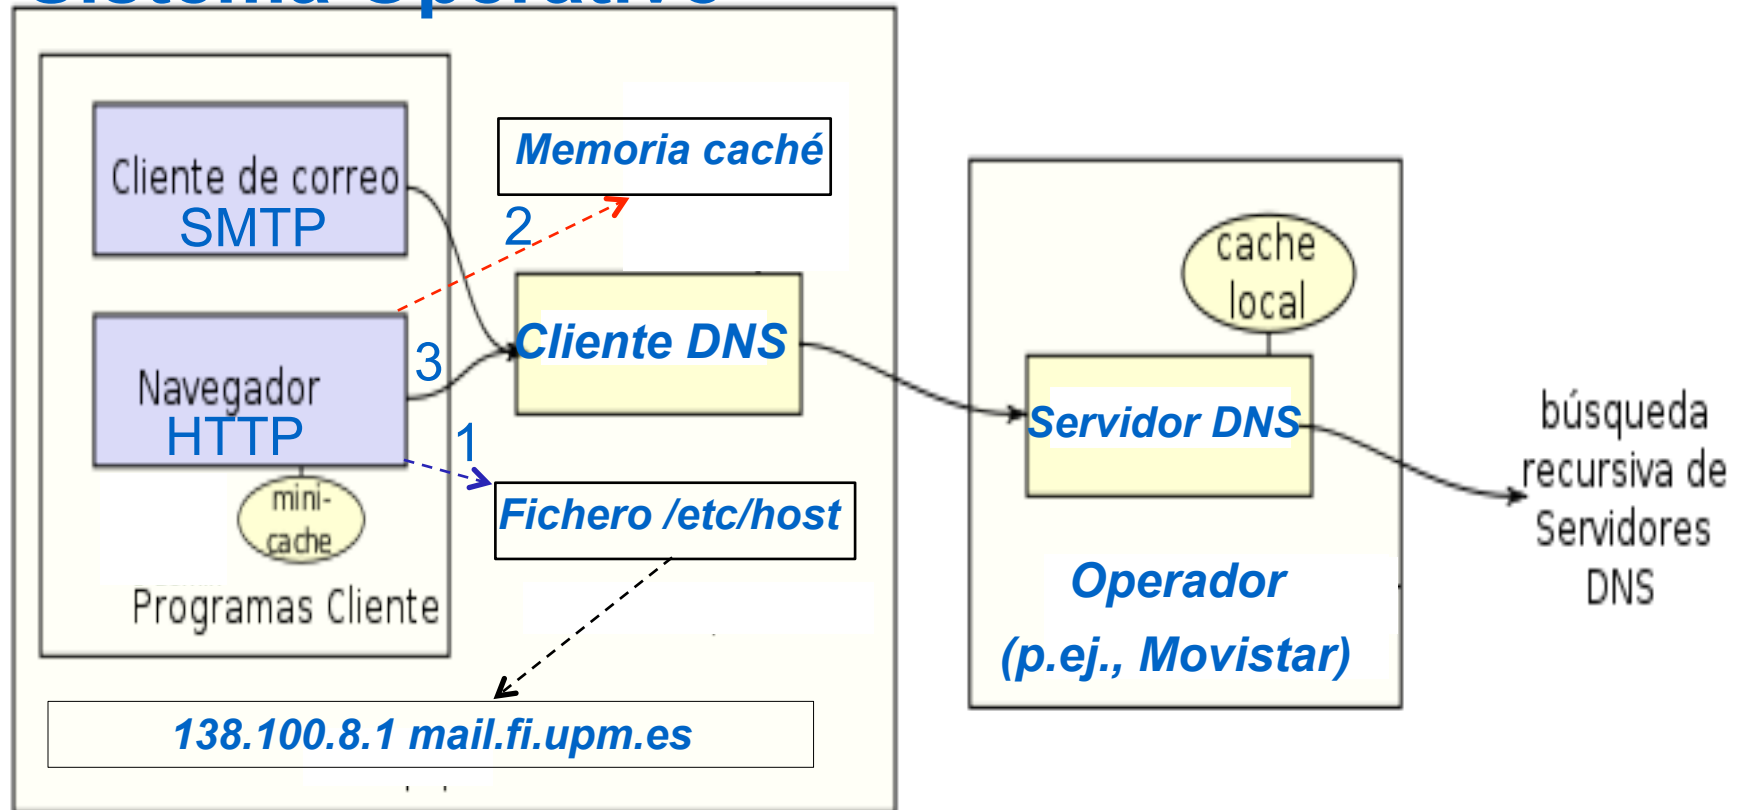 Sistema Operativo
Cliente de correo
SMTP
Memoria caché
2
Navegador
HTTP
mini-
cache
Programas Cliente
3
Cliente DNS
1
Fichero /etc/host
138.100.8.1 mail.fi.upm.es
cache
local
Servidor DNS
Operador
(p.ej., Movistar)
búsqueda
recursiva de
Servidores
DNS